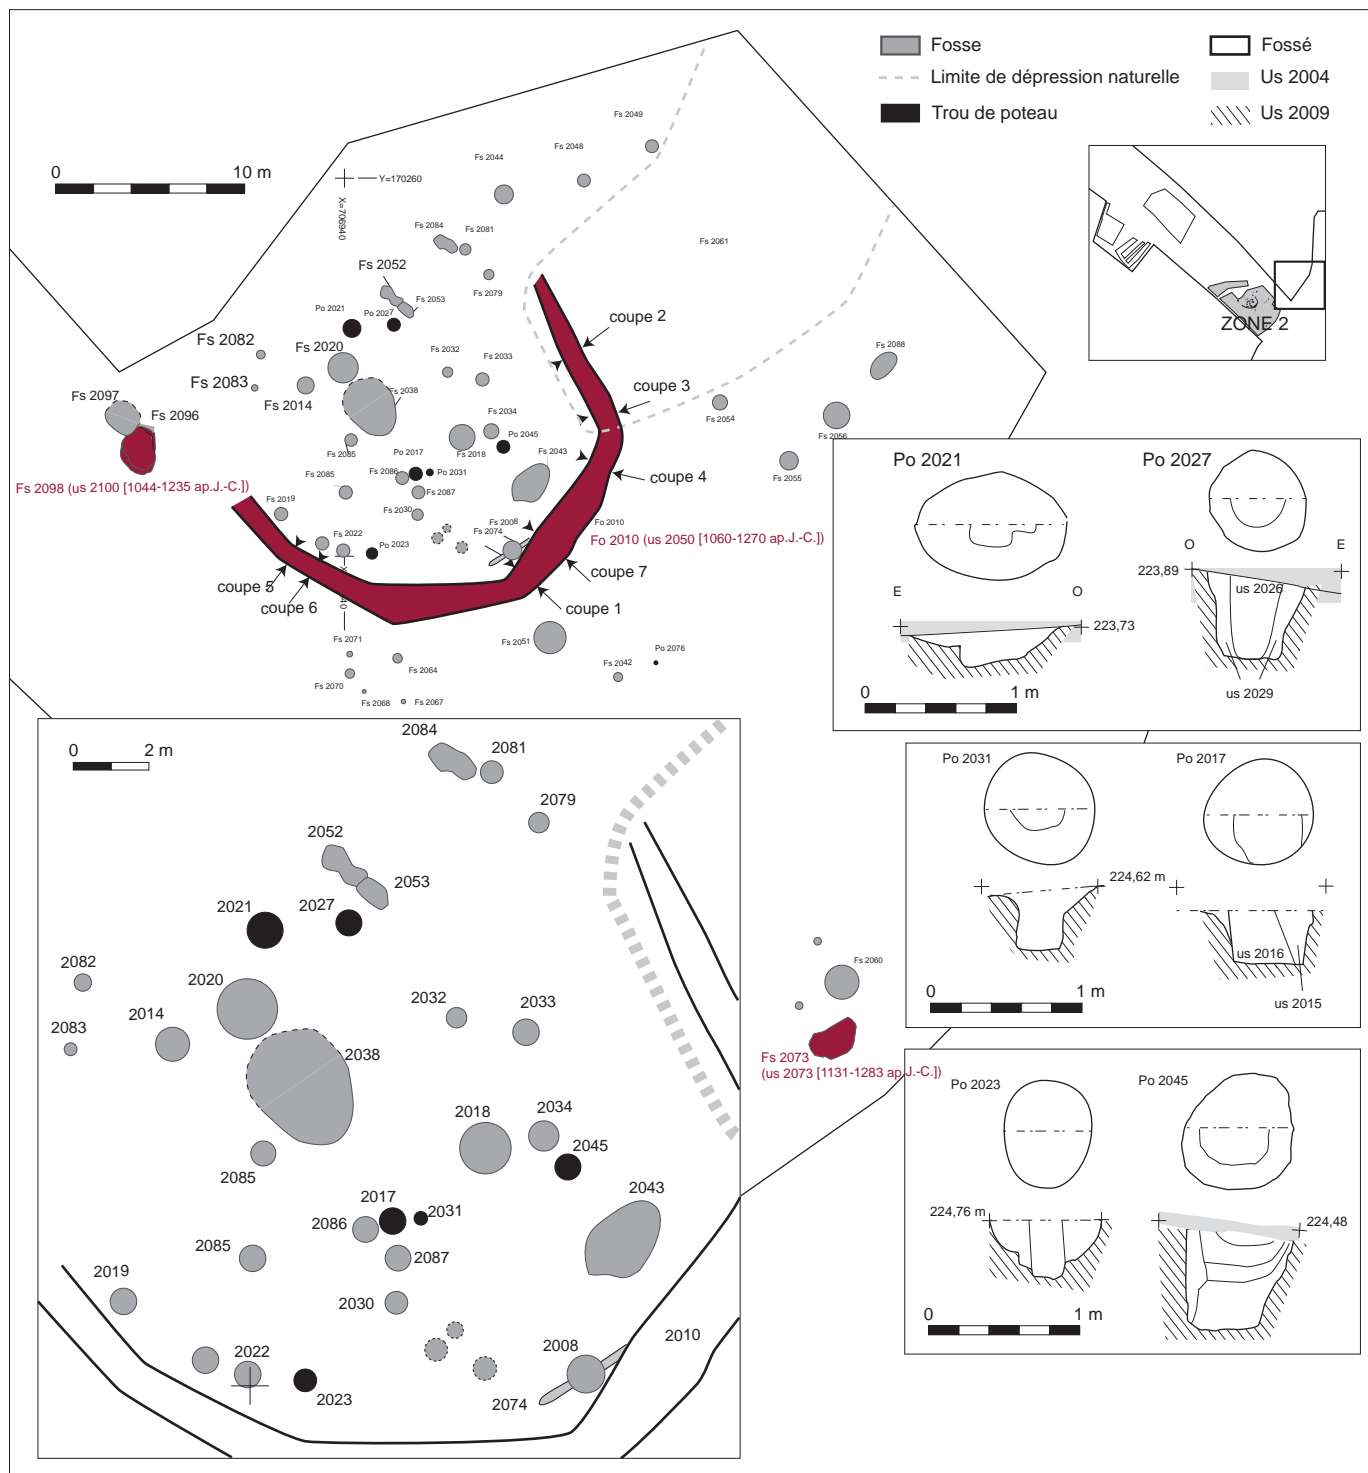 Fosse
Fossé
Limite de dépression naturelle
Us 2004
Trou de poteau
Us 2009
0 10 m
Y=170260
X=706940
Fs 2049
Fs 2048
Fs 2044
Fs 2084
Fs 2081
Fs 2061
Fs 2052
Fs 2053
Fs 2079
Po 2021
Po 2027
coupe 2
Fs 2082
Fs 2020
Fs 2032
Fs 2033
Fs 2088
Fs 2083
Fs 2014
Fs 2038
coupe 3
Fs 2097
Fs 2096
Fs 2034
Po 2045
Fs 2054
Fs 2056
Fs 2085
Po 2017
Fs 2018
Fs 2043
Fs 2085
Fs 2086
Po 2031
coupe 4
Fs 2055
Fs 2098 (us 2100 [1044-1235 ap.J.-C.])
Fs 2087
Fs 2019
Fs 2030
Fs 2008
Fo 2010
Fs 2022
Po 2023
Fs 2074
Fo 2010 (us 2050 [1060-1270 ap.J.-C.])
coupe 5
coupe 7
coupe 6
coupe 1
Fs 2071
Fs 2051
Po 2076
Fs 2064
Fs 2042
Fs 2070
Fs 2068
Fs 2067
ZONE 2
Po 2021
Po 2027
O E
223,89
us 2026
E O
223,73
us 2029
0 1 m
Po 2031
Po 2017
224,62 m
us 2016
us 2015
0 1 m
Po 2023
Po 2045
224,76 m
224,48
0 1 m
Fs 2060
Fs 2073
(us 2073 [1131-1283 ap.J.-C.])
0 2 m
2084
2081
2079
2052
2053
2021
2027
2082
2020
2032
2033
2014
2083
2038
2018
2034
2045
2085
2017
2031
2043
2086
2085
2087
2019
2030
2010
2022
2008
2023
2074